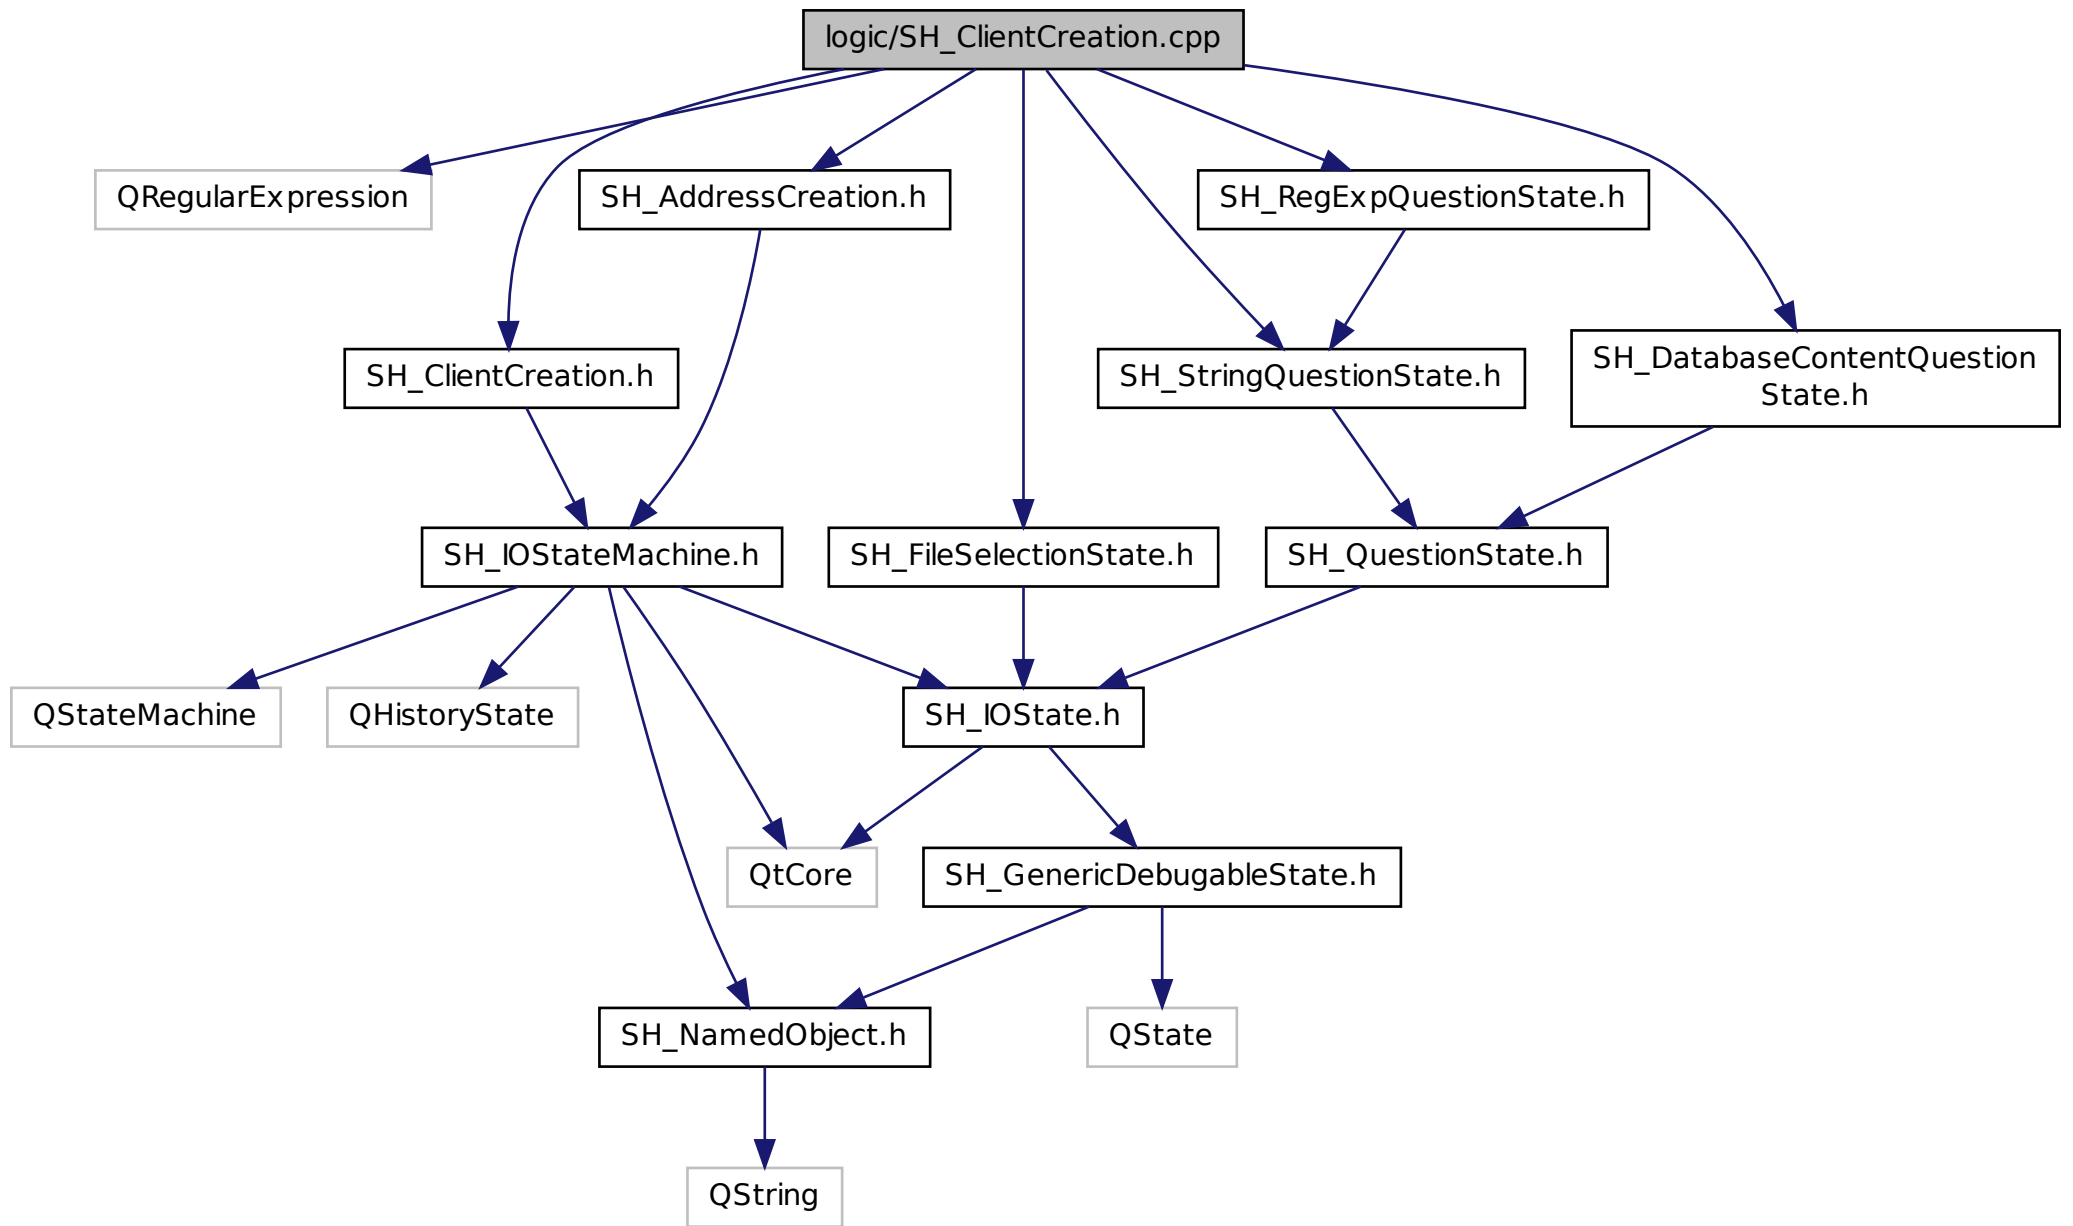 logic/SH_ClientCreation.cpp
QRegularExpression
SH_AddressCreation.h
SH_RegExpQuestionState.h
SH_ClientCreation.h
SH_StringQuestionState.h
SH_DatabaseContentQuestion
State.h
SH_IOStateMachine.h
SH_FileSelectionState.h
SH_QuestionState.h
QStateMachine
QHistoryState
SH_IOState.h
QtCore
SH_GenericDebugableState.h
SH_NamedObject.h
QState
QString